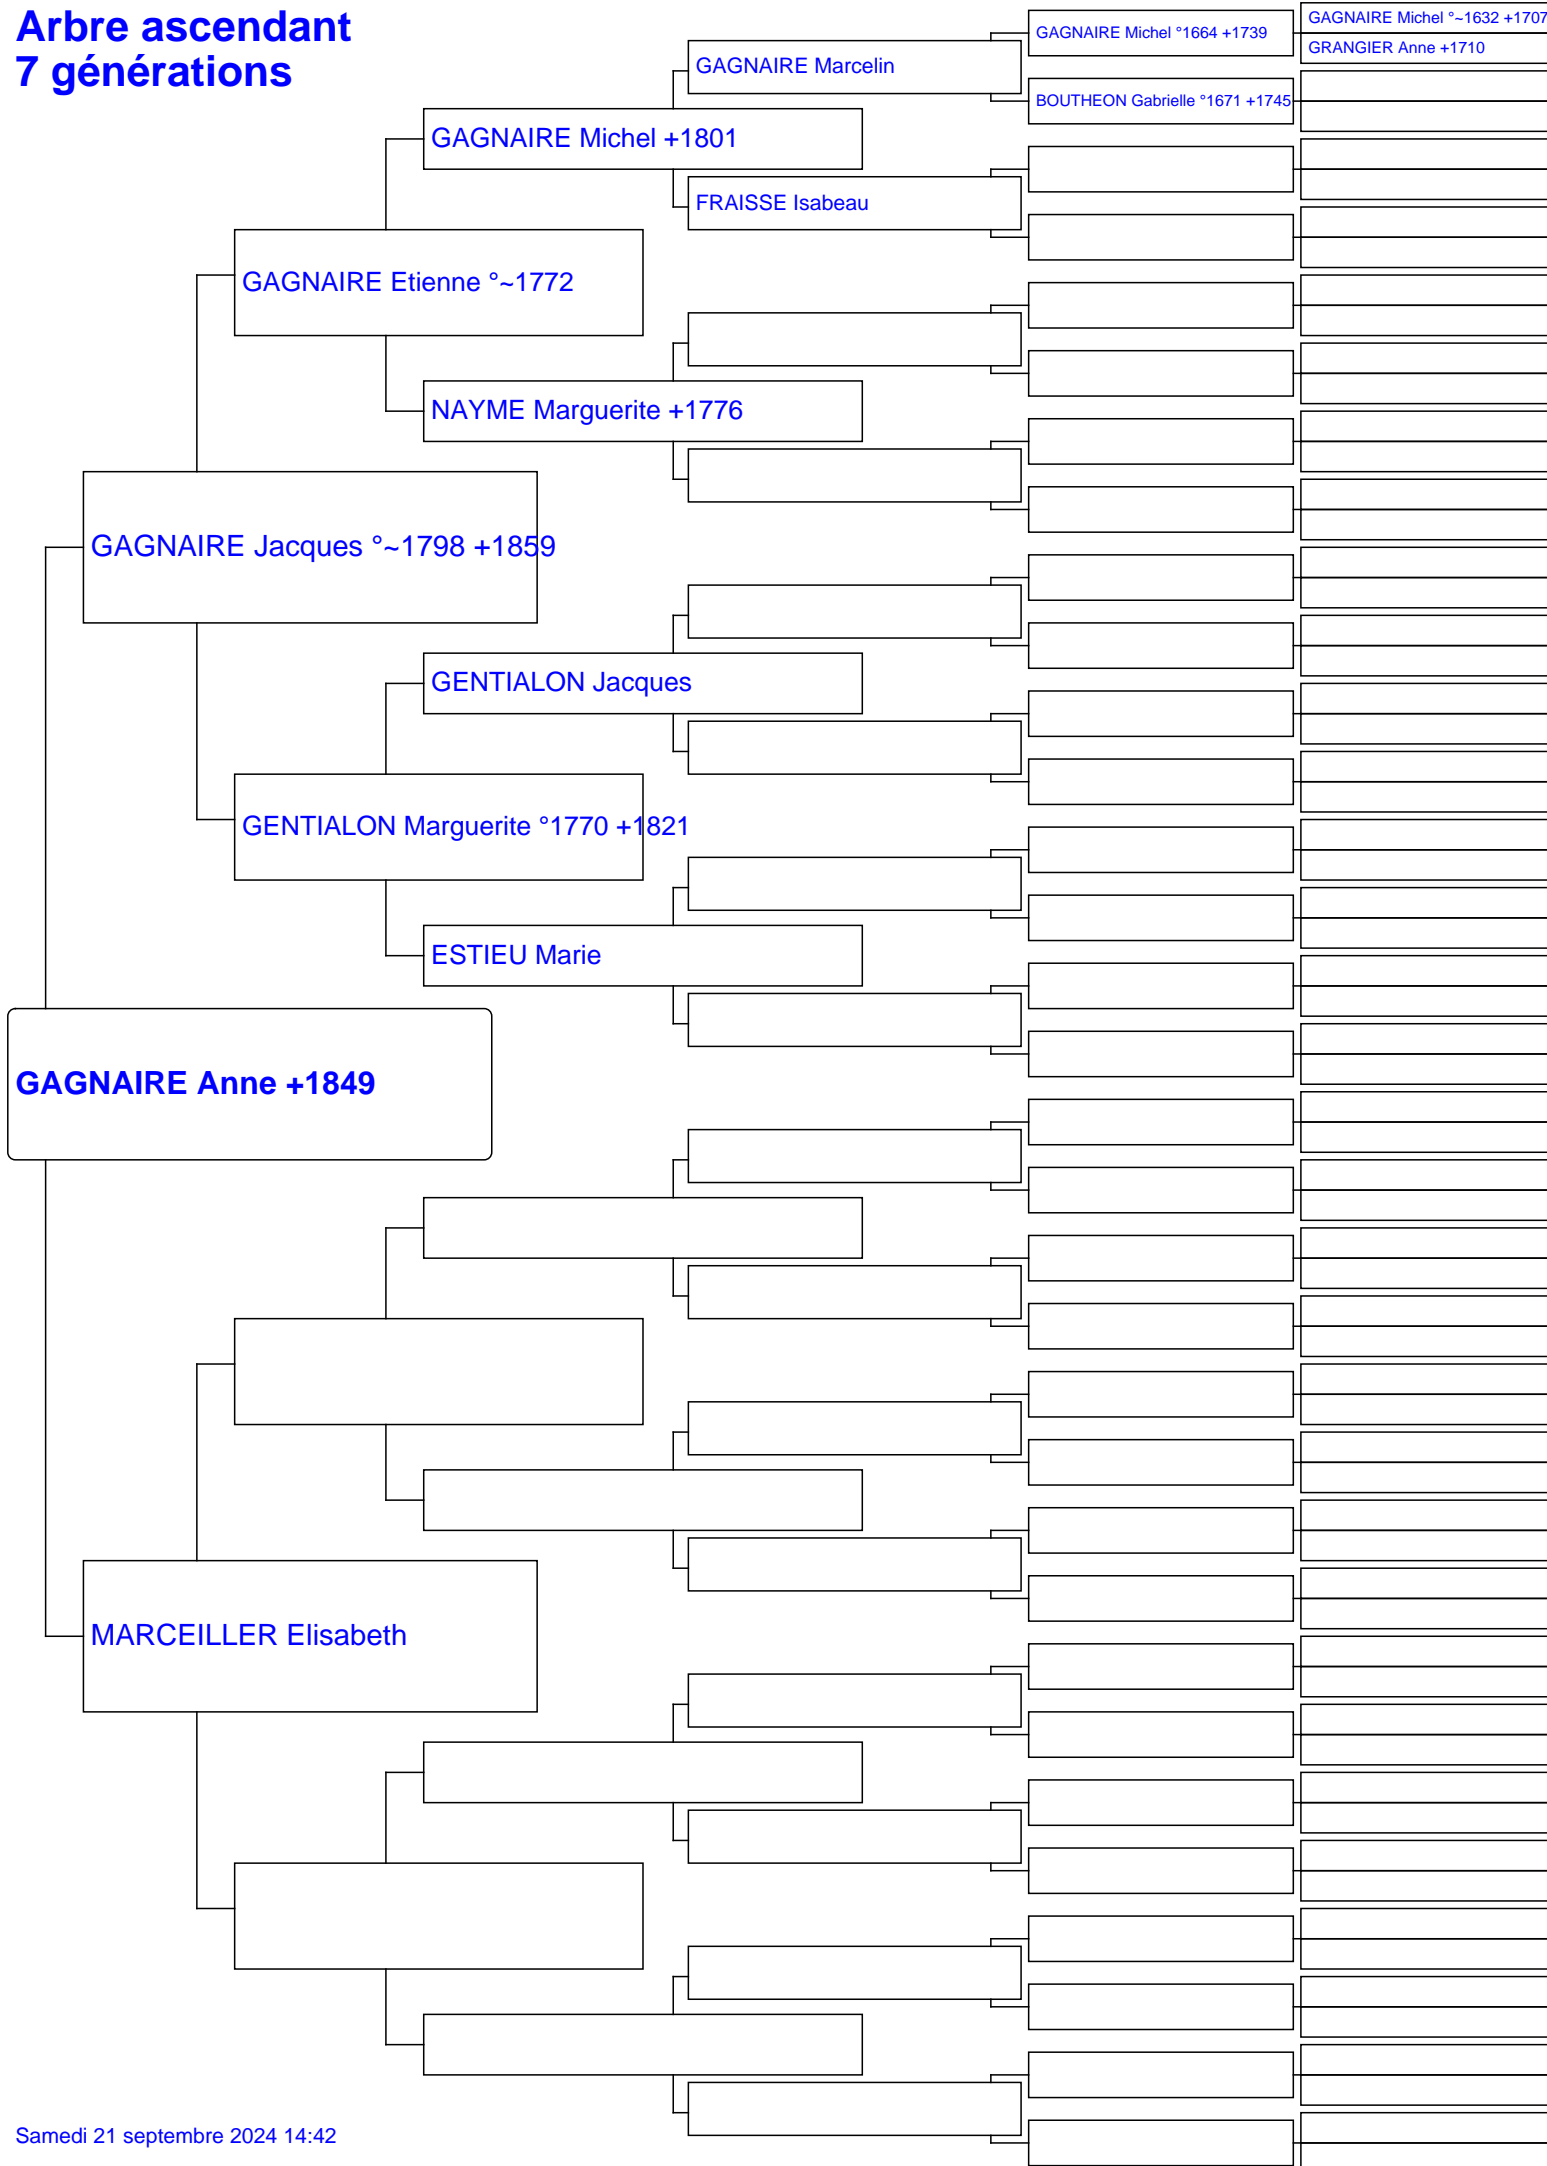 Arbre ascendant
7 générations
GAGNAIRE Michel °~1632 +1707
GAGNAIRE Michel °1664 +1739
GRANGIER Anne +1710
GAGNAIRE Marcelin
BOUTHEON Gabrielle °1671 +1745
GAGNAIRE Michel +1801
FRAISSE Isabeau
GAGNAIRE Etienne °~1772
NAYME Marguerite +1776
GAGNAIRE Jacques °~1798 +1859
GENTIALON Jacques
GENTIALON Marguerite °1770 +1821
ESTIEU Marie
GAGNAIRE Anne +1849
MARCEILLER Elisabeth
Samedi 21 septembre 2024 14:42